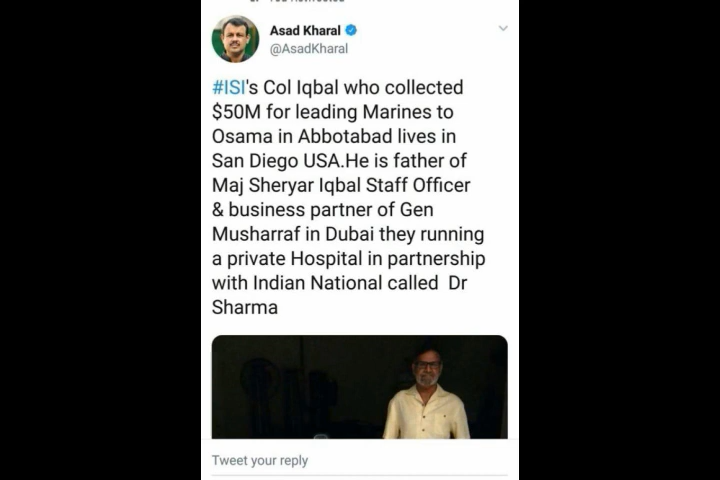 Asad Kharal
@AsadKharal
#ISI's Col Iqbal who collected
$50M for leading Marines to
Osama in Abbotabad lives in
San Diego USA.He is father of
Maj Sheryar Iqbal Staff Officer
& business partner of Gen
Musharraf in Dubai they running
a private Hospital in partnership
with Indian National called Dr
Sharma
Tweet your reply